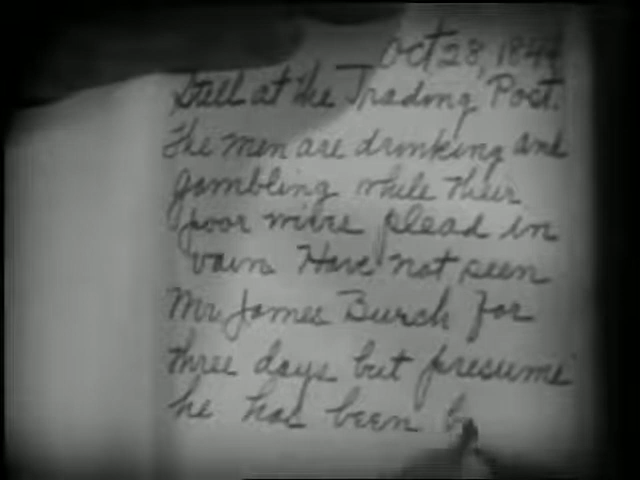 Oct 28, 184
Still at the Trading Post.
The men are drinking and
gambling while their
poor wives plead in
vain. Have not seen
Mr. James Burch for
three days but presume
he has been b